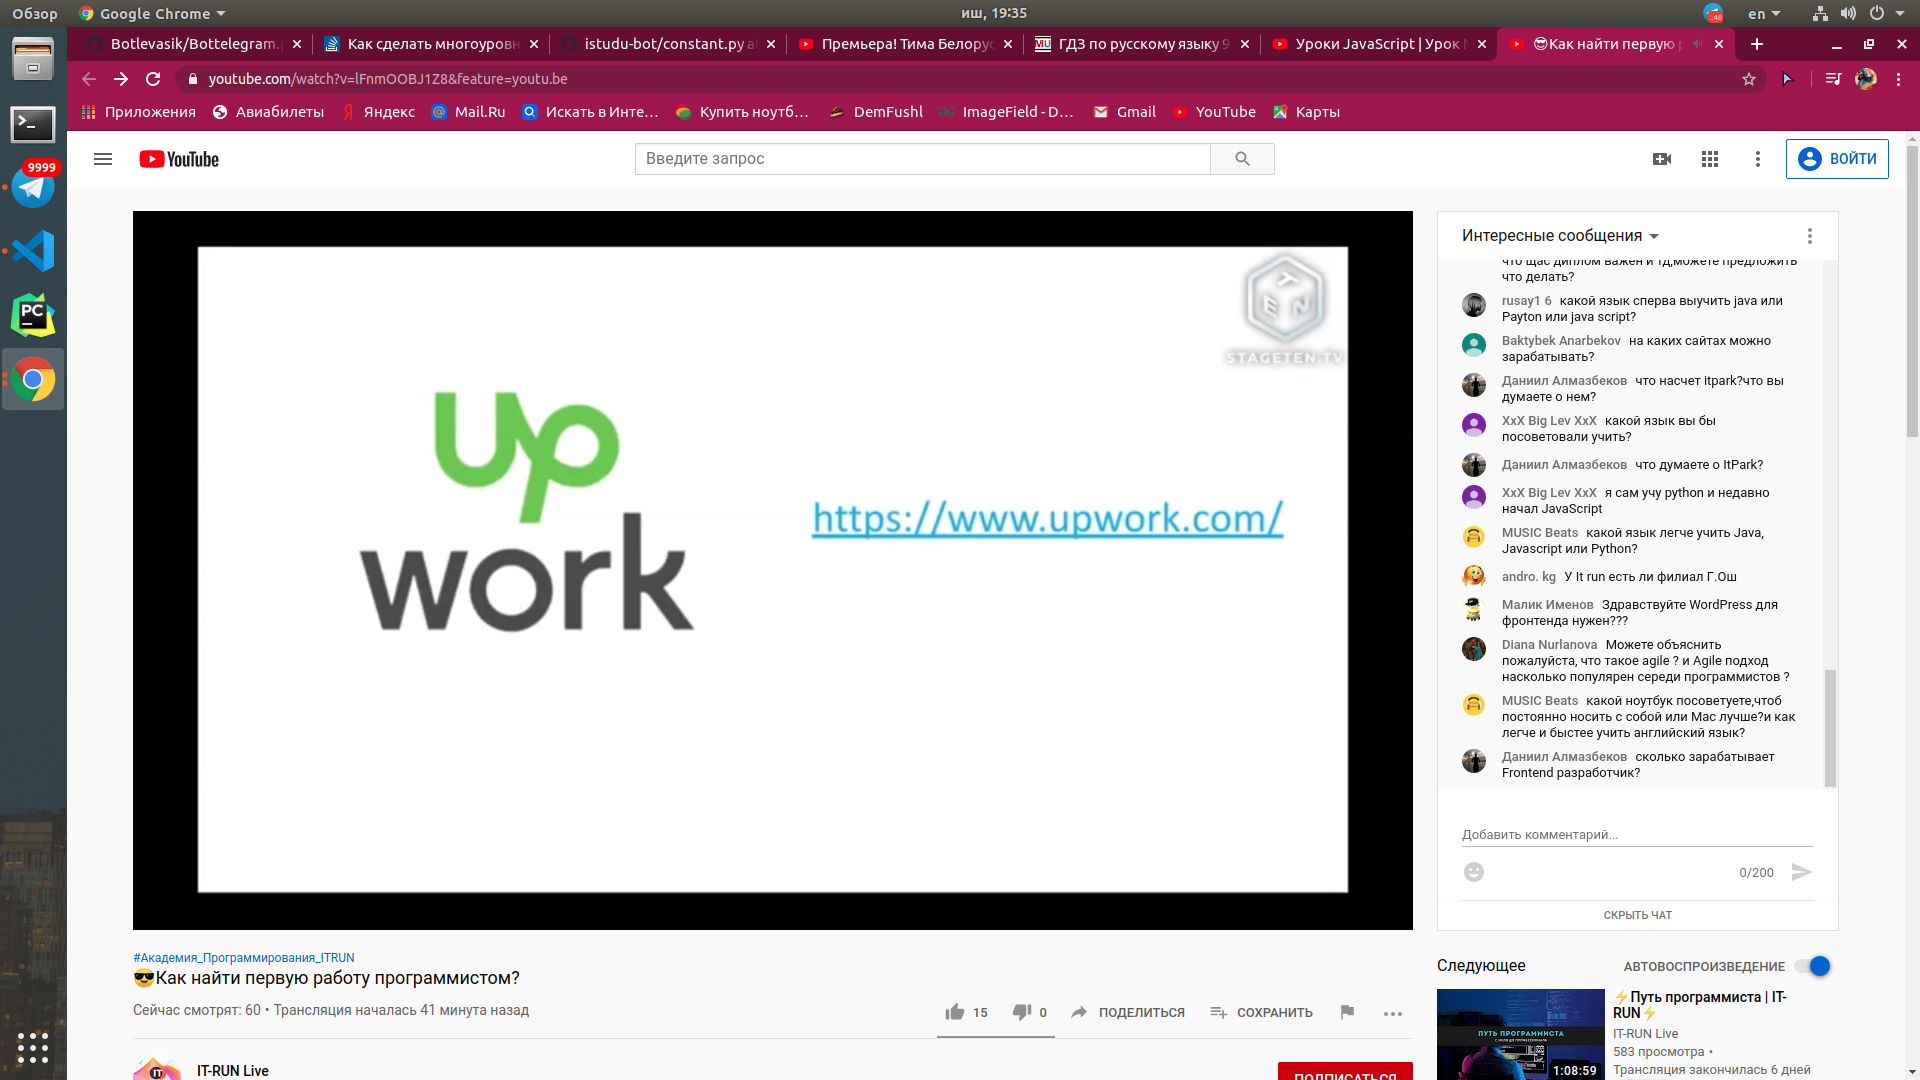 Обзор
Google Chrome
иш, 19:35
48
en
Botlevasik/Bottelegram.p
Как сделать многоуровн
istudu-bot/constant.py a
Премьера! Тима Белорус
ГДЗ по русскому языку 9
Уроки JavaScript | Урок N
😎Как найти первую р
youtube.com/watch?v=lFnmOOBJ1Z8&feature=youtu.be
Приложения
Авиабилеты
Яндекс
Mail.Ru
Искать в Инте...
Купить ноутб...
DemFushl
ImageField - D...
Gmail
YouTube
Карты
9999
PC
YouTube
Введите запрос
ВОЙТИ
TEN
STAGETEN.TV
up
work
https://www.upwork.com/
Интересные сообщения
что щас диплом важен и тд,можете предложить
что делать?
rusay1 6 какой язык сперва выучить java или
Payton или java script?
Baktybek Anarbekov на каких сайтах можно
зарабатывать?
Даниил Алмазбеков что насчет itpark?что вы
думаете о нем?
XxX Big Lev XxX какой язык вы бы
посоветовали учить?
Даниил Алмазбеков что думаете о ItPark?
XxX Big Lev XxX я сам учу python и недавно
начал JavaScript
MUSIC Beats какой язык легче учить Java,
Javascript или Python?
andro. kg У It run есть ли филиал Г.Ош
Малик Именов Здравствуйте WordPress для
фронтенда нужен???
Diana Nurlanova Можете объяснить
пожалуйста, что такое agile ? и Agile подход
насколько популярен середи программистов ?
MUSIC Beats какой ноутбук посоветуете,чтоб
постоянно носить с собой или Mac лучше?и как
легче и быстее учить английский язык?
Даниил Алмазбеков сколько зарабатывает
Frontend разработчик?
Добавить комментарий...
0/200
СКРЫТЬ ЧАТ
#Академия_Программирования_ITRUN
😎Как найти первую работу программистом?
Сейчас смотрят: 60 • Трансляция началась 41 минута назад
15
0
ПОДЕЛИТЬСЯ
СОХРАНИТЬ
IT
IT-RUN Live
ПОДПИСАТЬСЯ
Следующее
АВТОВОСПРОИЗВЕДЕНИЕ
ПУТЬ ПРОГРАММИСТА
1:08:59
⚡Путь программиста | IT-
RUN⚡
IT-RUN Live
583 просмотра •
Трансляция закончилась 6 дней